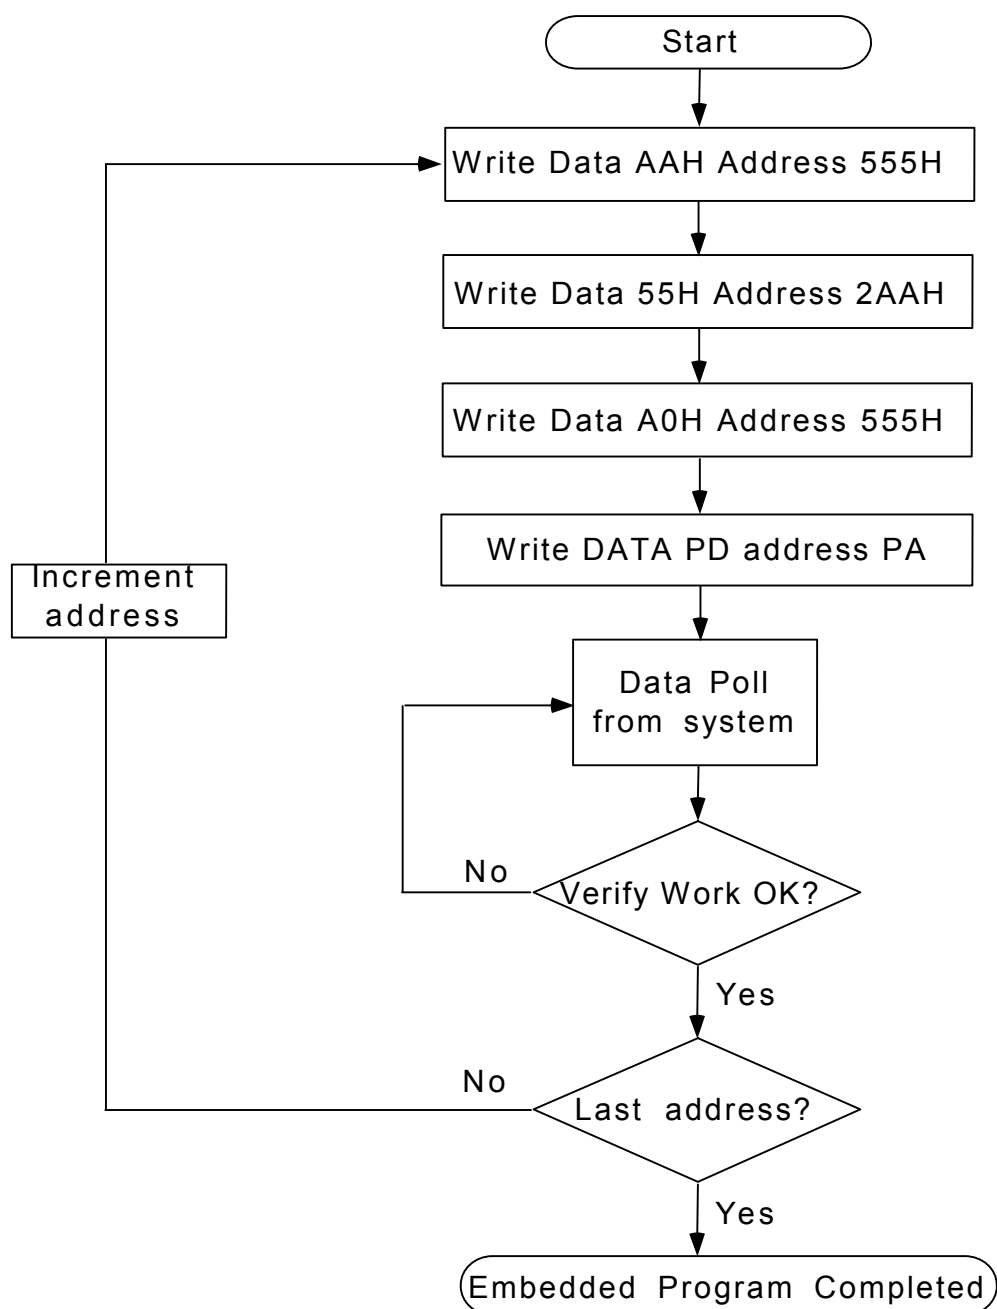 Start
Write Data AAH Address 555H
Write Data 55H Address 2AAH
Write Data A0H Address 555H
Write DATA PD address PA
Increment
address
Data Poll
from system
No
Verify Work OK?
Yes
No
Last address?
Yes
Embedded Program Completed